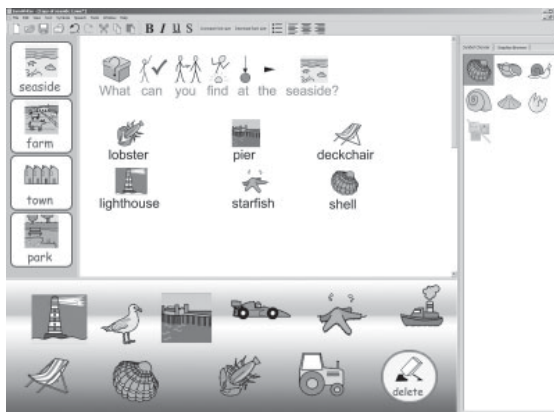 B I U S
seaside
farm
town
park
What can you find at the seaside?
lobster pier deckchair
lighthouse starfish shell
delete